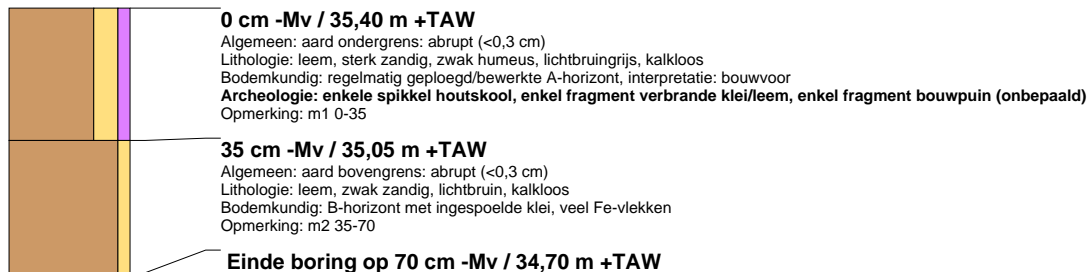 0 cm -Mv / 35,40 m +TAW
Algemeen: aard ondergrens: abrupt (<0,3 cm)
Lithologie: leem, sterk zandig, zwak humeus, lichtbruingrijs, kalkloos
Bodemkundig: regelmatig geploegd/bewerkte A-horizont, interpretatie: bouwvoor
Archeologie: enkele spikkel houtskool, enkel fragment verbrande klei/leem, enkel fragment bouwpuin (onbepaald)
Opmerking: m1 0-35
35 cm -Mv / 35,05 m +TAW
Algemeen: aard bovengrens: abrupt (<0,3 cm)
Lithologie: leem, zwak zandig, lichtbruin, kalkloos
Bodemkundig: B-horizont met ingespoelde klei, veel Fe-vlekken
Opmerking: m2 35-70
Einde boring op 70 cm -Mv / 34,70 m +TAW